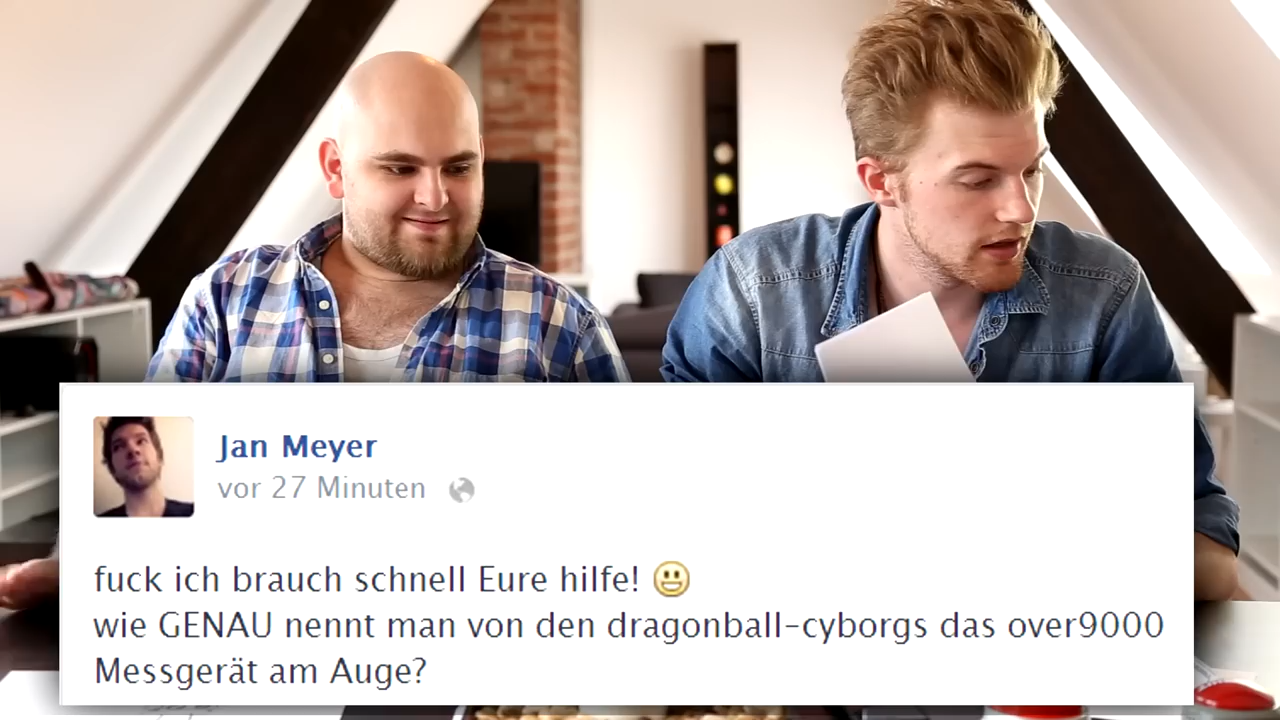 Jan Meyer
vor 27 Minuten
fuck ich brauch schnell Eure hilfe!
wie GENAU nennt man von den dragonball-cyborgs das over9000
Messgerät am Auge?